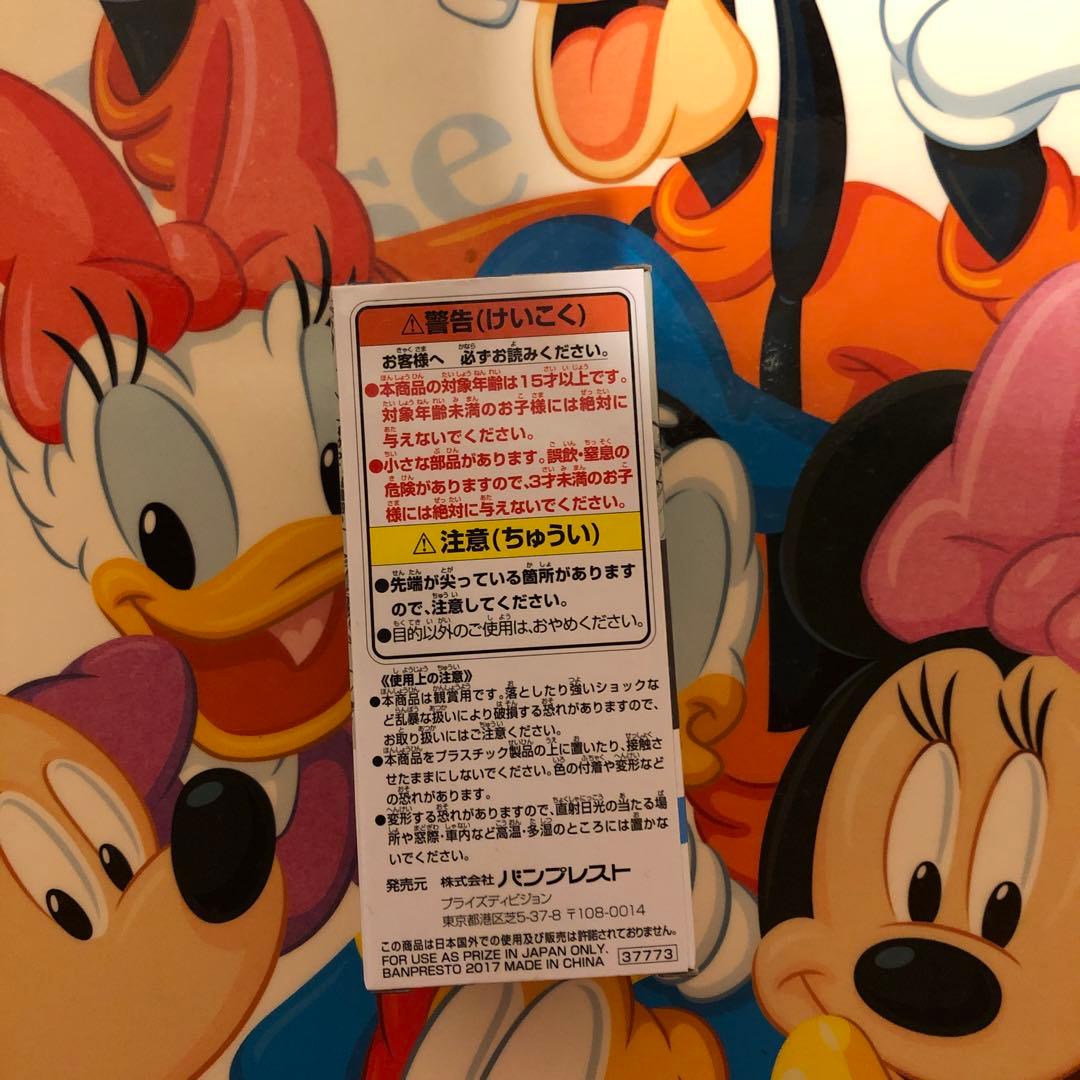 se
⚠警告(けいこく)
お客様へ 必ずお読みください。
●本商品の対象年齢は15才以上です。
対象年齢未満のお子様には絶対に
与えないでください。
●小さな部品があります。誤飲・窒息の
危険がありますので、3才未満のお子
様には絶対に与えないでください。
⚠注意(ちゅうい)
●先端が尖っている箇所があります
ので、注意してください。
●目的以外のご使用は、おやめください。
《使用上の注意》
●本商品は観賞用です。落としたり強いショックな
ど乱暴な扱いにより破損する恐れがありますので、
お取り扱いにはご注意ください。
●本商品をプラスチック製品の上に置いたり、接触さ
せたままにしないでください。色の付着や変形など
の恐れがあります。
●変形する恐れがありますので、直射日光の当たる場
所や窓際・車内など高温・多湿のところには置かな
いでください。
発売元 株式会社 バンプレスト
プライズディビジョン
東京都港区芝5-37-8 〒108-0014
この商品は日本国外での使用及び販売は許諾されておりません。
FOR USE AS PRIZE IN JAPAN ONLY.
BANPRESTO 2017 MADE IN CHINA 37773